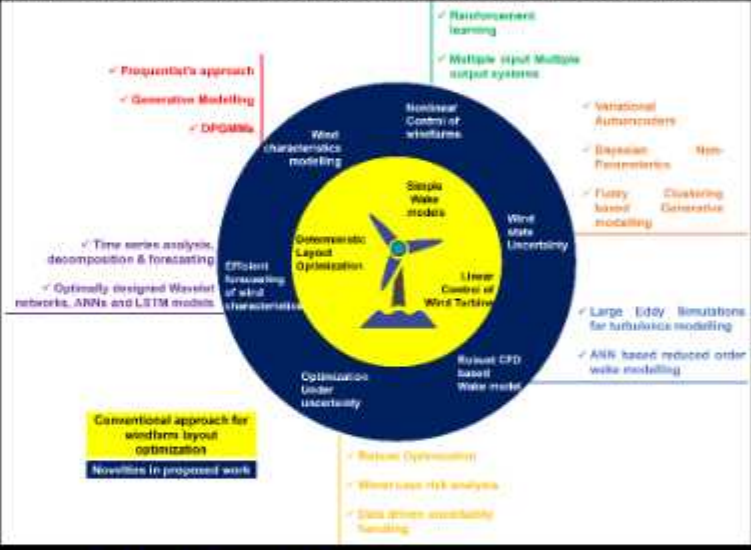 ✓ Reinforcement
learning
✓ Multiple input Multiple
output systems
✓ Frequentist's approach
✓ Generative Modelling
✓ DPGMMs
Nonlinear
Control of
windfarms
Wind
characteristics
modelling
✓ Variational
Autoencoders
✓ Bayesian Non-
Parameterics
✓ Fuzzy Clustering
based Generative
modelling
Simple
Wake
models
Wind
state
Uncertainty
Deterministic
Layout
Optimization
✓ Time series analysis,
decomposition & forecasting
✓ Optimally designed Wavelet
networks, ANNs and LSTM models
Efficient
forecasting
of wind
characteristics
Linear
Control of
Wind Turbine
✓ Large Eddy Simulations
for turbulence modelling
✓ ANN based reduced order
wake modelling
Robust CFD
based
Wake model
Optimization
Under
uncertainty
Conventional approach for
windfarm layout
optimization
Novelties in proposed work
✓ Robust Optimization
✓ Worst-case risk analysis
✓ Data driven uncertainty
handling